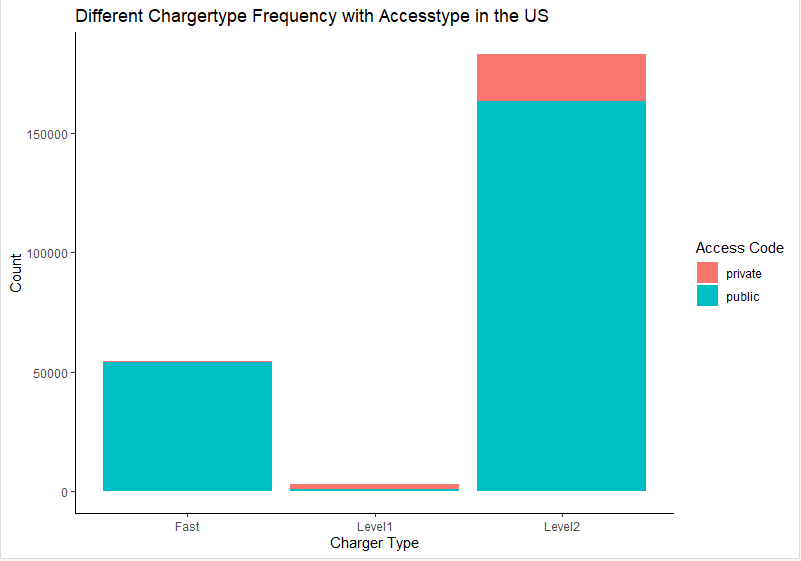 Different Chargertype Frequency with Accesstype in the US
Count
150000
100000
50000
0
Fast
Level1
Level2
Charger Type
Access Code
private
public